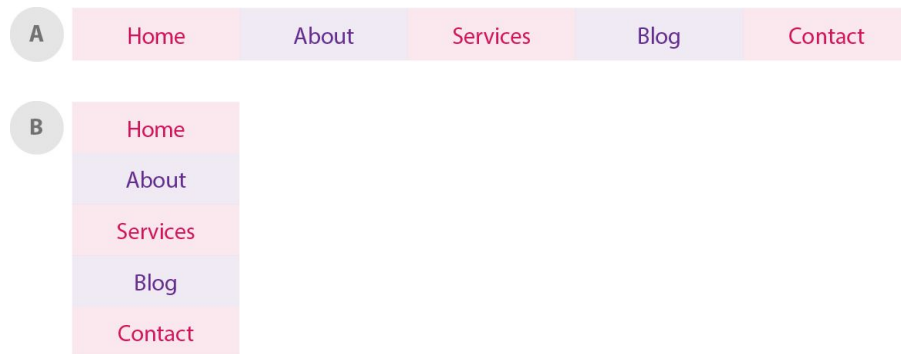 A Home About Services Blog Contact
B Home
About
Services
Blog
Contact